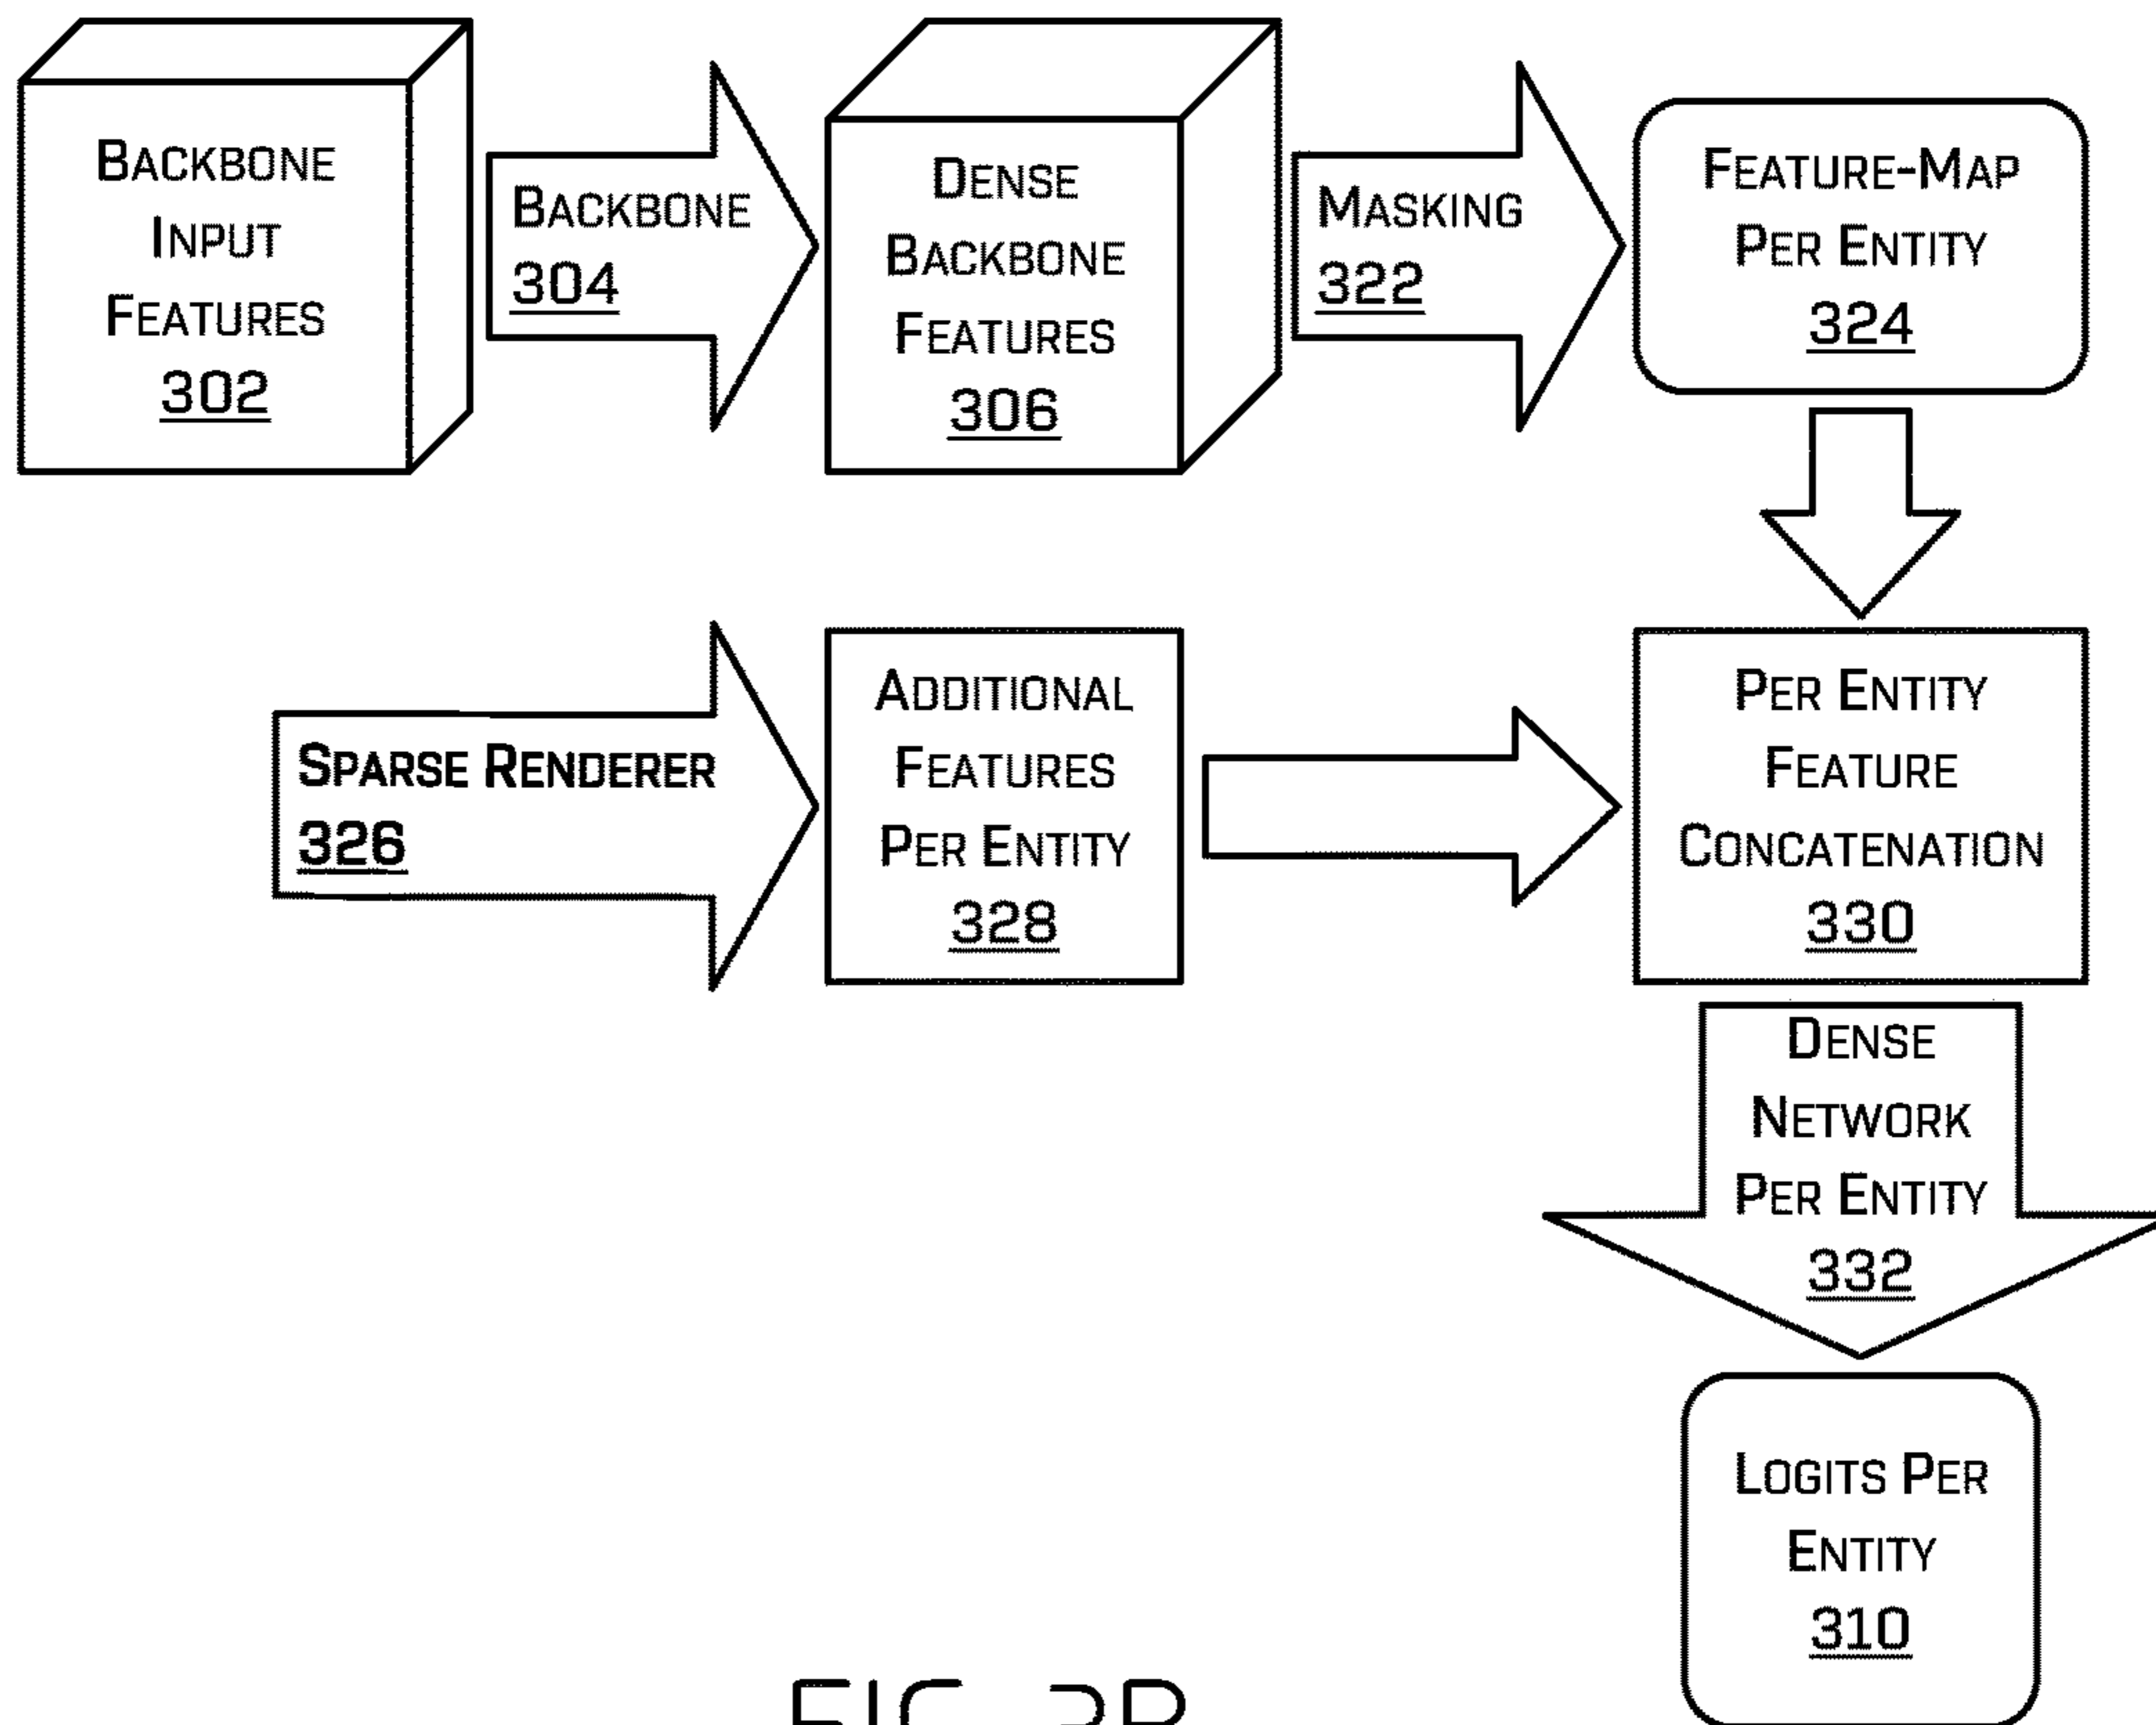 BACKBONE
INPUT
FEATURES
302
BACKBONE
304
DENSE
BACKBONE
FEATURES
306
MASKING
322
FEATURE-MAP
PER ENTITY
324
SPARSE RENDERER
326
ADDITIONAL
FEATURES
PER ENTITY
328
PER ENTITY
FEATURE
CONCATENATION
330
DENSE
NETWORK
PER ENTITY
332
LOGITS PER
ENTITY
310